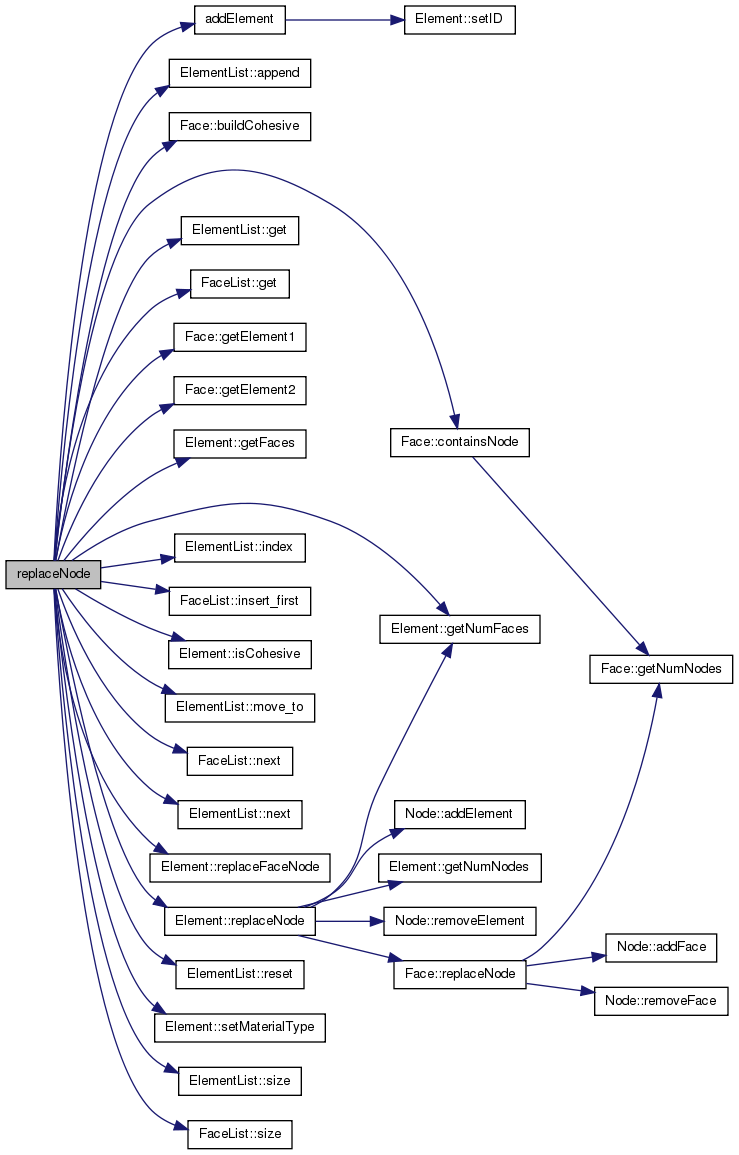 addElement
Element::setID
ElementList::append
Face::buildCohesive
ElementList::get
FaceList::get
Face::getElement1
Face::getElement2
Element::getFaces
Face::containsNode
ElementList::index
replaceNode
FaceList::insert_first
Element::getNumFaces
Element::isCohesive
Face::getNumNodes
ElementList::move_to
FaceList::next
ElementList::next
Node::addElement
Element::replaceFaceNode
Element::getNumNodes
Element::replaceNode
Node::removeElement
Node::addFace
ElementList::reset
Face::replaceNode
Node::removeFace
Element::setMaterialType
ElementList::size
FaceList::size